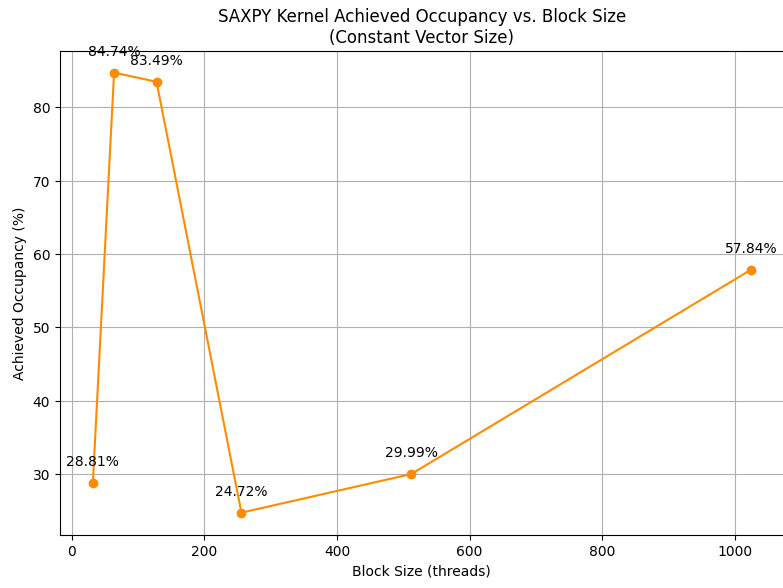 SAXPY Kernel Achieved Occupancy vs. Block Size
(Constant Vector Size)
84.74%
83.49%
80
70
60
57.84%
50
40
30
29.99%
28.81%
24.72%
Achieved Occupancy (%)
0 200 400 600 800 1000
Block Size (threads)